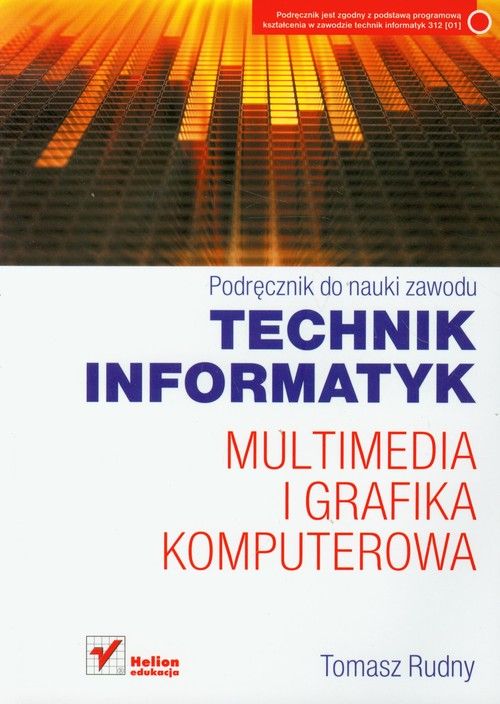 Podręcznik jest zgodny z podstawą programową
kształcenia w zawodzie technik informatyk 312 [01]
Podręcznik do nauki zawodu
TECHNIK
INFORMATYK
MULTIMEDIA
I GRAFIKA
KOMPUTEROWA
Helion
edukacja
Tomasz Rudny